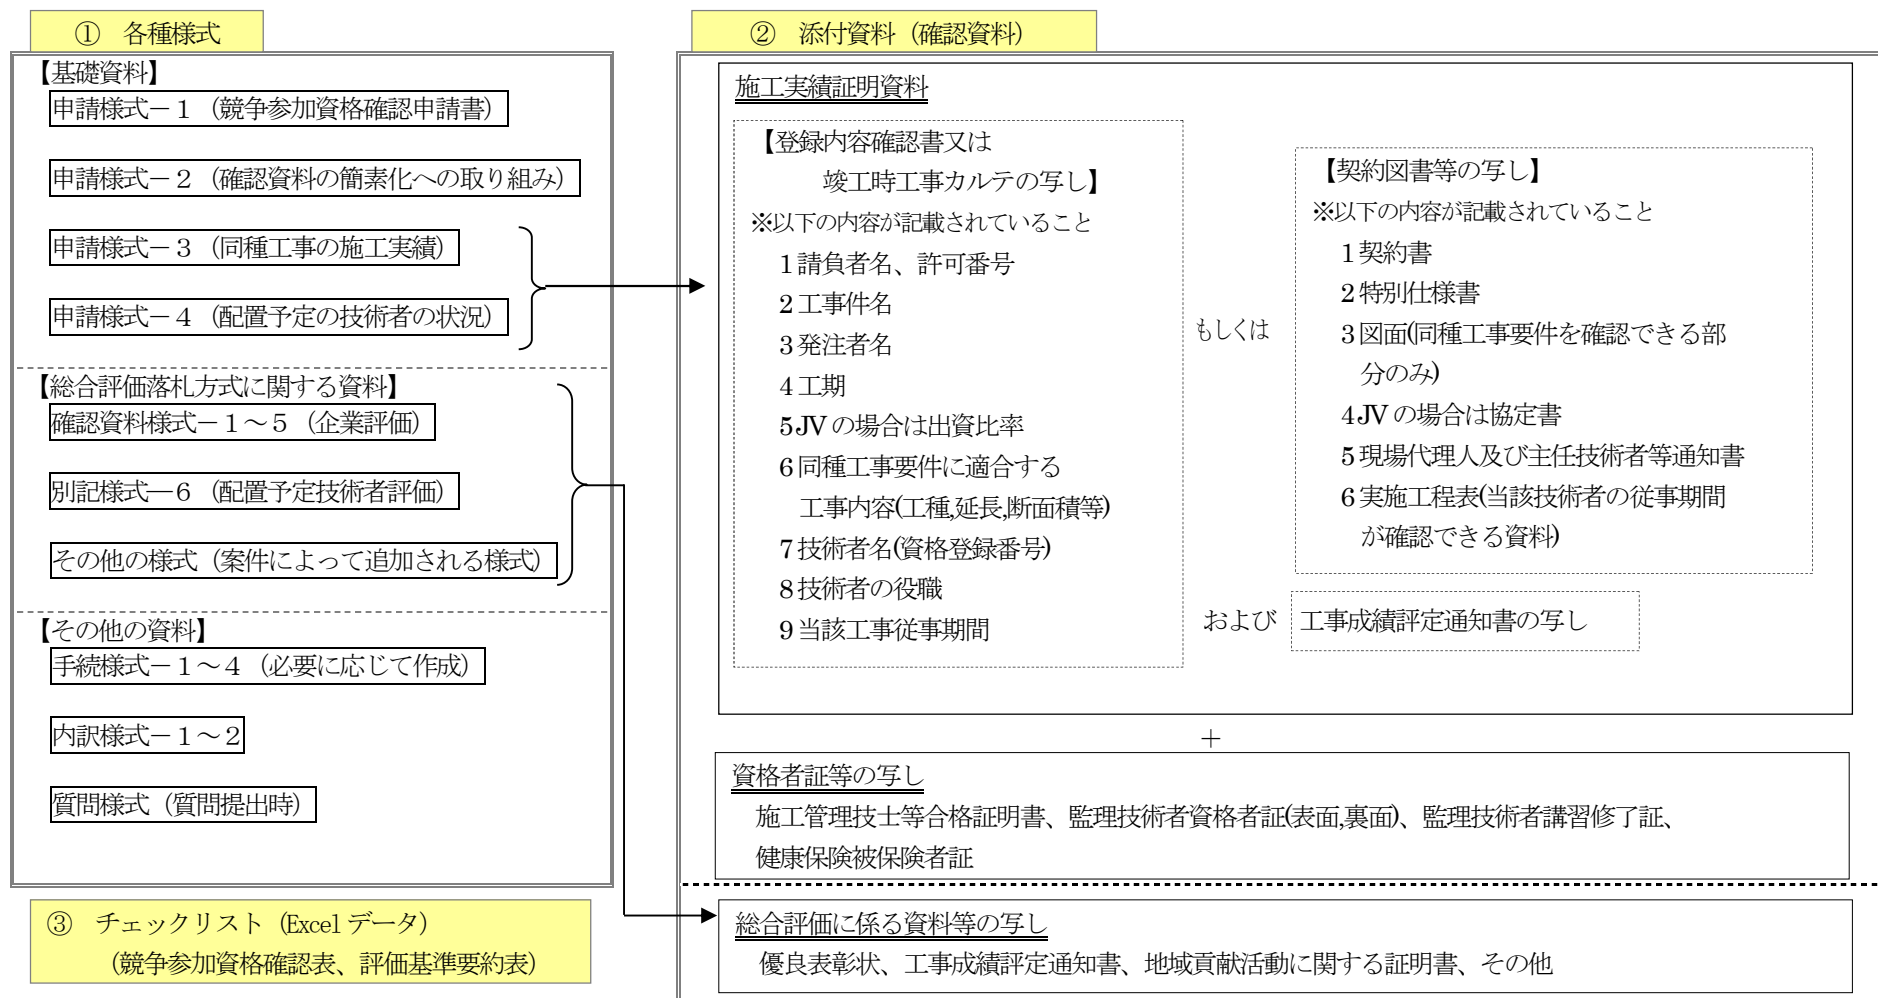 ① 各種様式
【基礎資料】
申請様式－１（競争参加資格確認申請書）
申請様式－２（確認資料の簡素化への取り組み）
申請様式－３（同種工事の施工実績）
申請様式－４（配置予定の技術者の状況）
【総合評価落札方式に関する資料】
確認資料様式－１～５（企業評価）
別記様式―６（配置予定技術者評価）
その他の様式（案件によって追加される様式）
【その他の資料】
手続様式－１～４（必要に応じて作成）
内訳様式－１～２
質問様式（質問提出時）
③ チェックリスト（Excelデータ）
（競争参加資格確認表、評価基準要約表）
② 添付資料（確認資料）
施工実績証明資料
【登録内容確認書又は
竣工時工事カルテの写し】
※以下の内容が記載されていること
1請負者名、許可番号
2工事件名
3発注者名
4工期
5JVの場合は出資比率
6同種工事要件に適合する
工事内容(工種,延長,断面積等)
7技術者名(資格登録番号)
8技術者の役職
9当該工事従事期間
もしくは
【契約図書等の写し】
※以下の内容が記載されていること
1契約書
2特別仕様書
3図面(同種工事要件を確認できる部
分のみ)
4JVの場合は協定書
5現場代理人及び主任技術者等通知書
6実施工程表(当該技術者の従事期間
が確認できる資料)
および
工事成績評定通知書の写し
＋
資格者証等の写し
施工管理技士等合格証明書、監理技術者資格者証(表面,裏面)、監理技術者講習修了証、
健康保険被保険者証
総合評価に係る資料等の写し
優良表彰状、工事成績評定通知書、地域貢献活動に関する証明書、その他